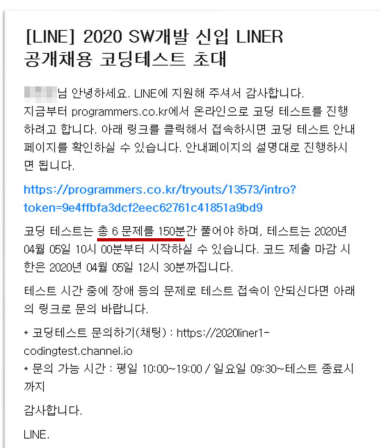 [LINE] 2020 SW개발 신입 LINER
공개채용 코딩테스트 초대
님 안녕하세요. LINE에 지원해 주셔서 감사합니다.
지금부터 programmers.co.kr에서 온라인으로 코딩 테스트를 진행
하려고 합니다. 아래 링크를 클릭해서 접속하시면 코딩 테스트 안내
페이지를 확인하실 수 있습니다. 안내페이지의 설명대로 진행하시
면 됩니다.
https://programmers.co.kr/tryouts/13573/intro?
token=9e4ffbfa3dcf2eec62761c41851a9bd9
코딩 테스트는 총 6 문제를 150분간 풀어야 하며, 테스트는 2020년
04월 05일 10시 00분부터 시작하실 수 있습니다. 코드 제출 마감 시
한은 2020년 04월 05일 12시 30분까지입니다.
테스트 시간 중에 장애 등의 문제로 테스트 접속이 안되신다면 아래
의 링크로 문의 바랍니다.
* 코딩테스트 문의하기(채팅) : https://2020liner1-
codingtest.channel.io
* 문의 가능 시간 : 평일 10:00~19:00 / 일요일 09:30~테스트 종료시
까지
감사합니다.
LINE.